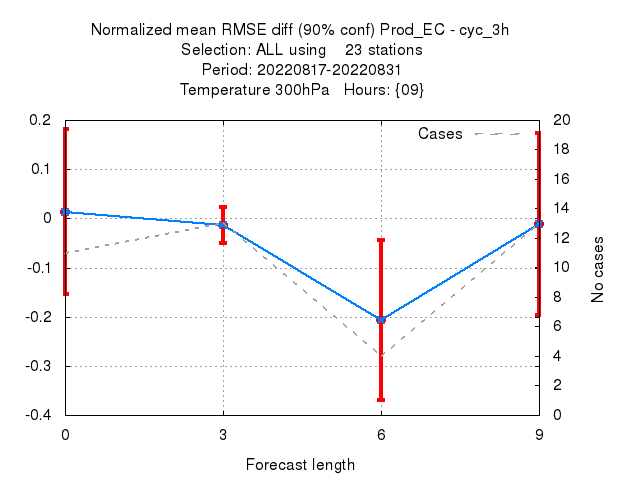 Normalized mean RMSE diff (90% conf) Prod_EC - cyc_3h
Selection: ALL using    23 stations
Period: 20220817-20220831
Temperature 300hPa   Hours: {09}
Cases
0.2
0.1
0
-0.1
-0.2
-0.3
-0.4
20
18
16
14
12
10
8
6
4
2
0
No cases
0 3 6 9
Forecast length